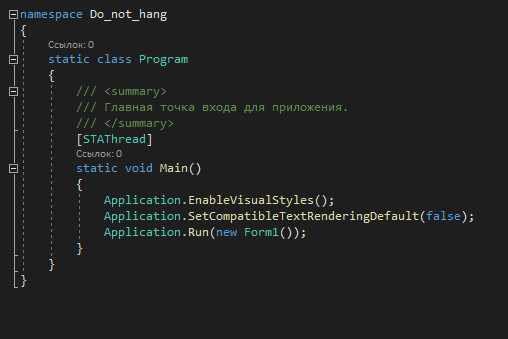 namespace Do_not_hang
{
Ссылок: 0
static class Program
{
/// <summary>
/// Главная точка входа для приложения.
/// </summary>
[STAThread]
Ссылок: 0
static void Main()
{
Application.EnableVisualStyles();
Application.SetCompatibleTextRenderingDefault(false);
Application.Run(new Form1());
}
}
}